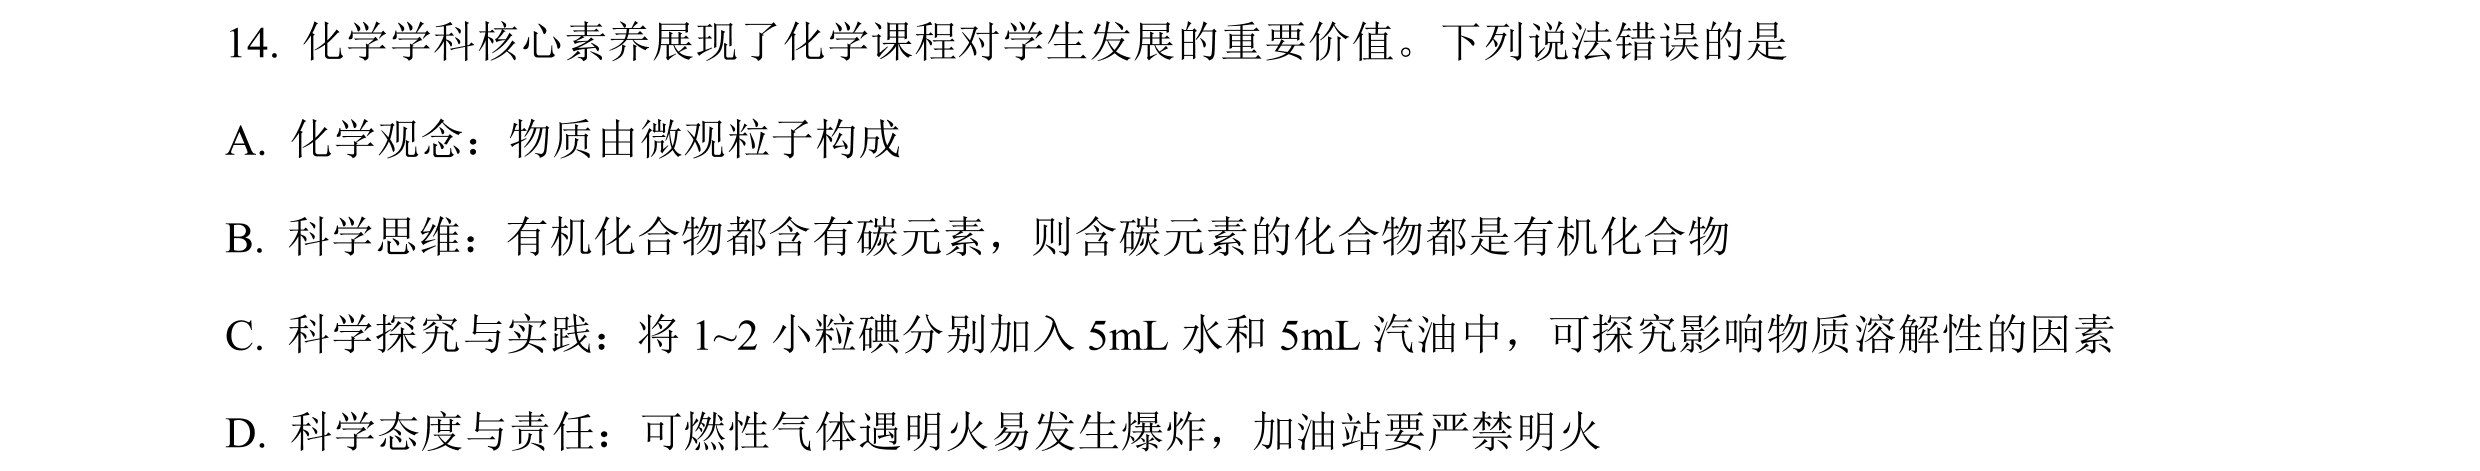 14. 化学学科核心素养展现了化学课程对学生发展的重要价值。下列说法错误的是
A. 化学观念：物质由微观粒子构成
B. 科学思维：有机化合物都含有碳元素，则含碳元素的化合物都是有机化合物
C. 科学探究与实践：将 1~2 小粒碘分别加入 5mL 水和 5mL 汽油中，可探究影响物质溶解性的因素
D. 科学态度与责任：可燃性气体遇明火易发生爆炸，加油站要严禁明火